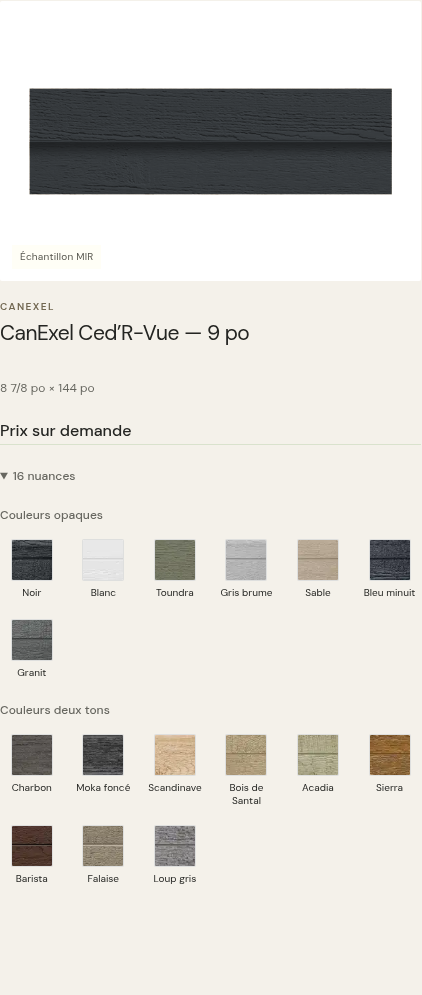 Échantillon MIR
CANEXEL
CanExel Ced’R-Vue — 9 po
8 7/8 po × 144 po
Prix sur demande
▼ 16 nuances
Couleurs opaques
Noir Blanc Toundra Gris brume Sable Bleu minuit
Granit
Couleurs deux tons
Charbon Moka foncé Scandinave Bois de Santal Acadia Sierra
Barista Falaise Loup gris